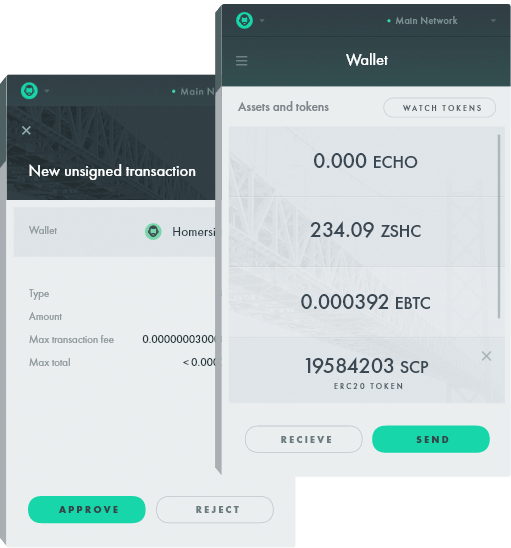 Main Network
Wallet
Assets and tokens
WATCH TOKENS
0.000 ECHO
234.09 ZSHC
0.000392 EBTC
19584203 SCP
ERC20 TOKEN
RECIEVE
SEND
Main N
New unsigned transaction
Wallet
Homersi
Type
Amount
Max transaction fee 0.00000003000
Max total < 0.000
APPROVE
REJECT